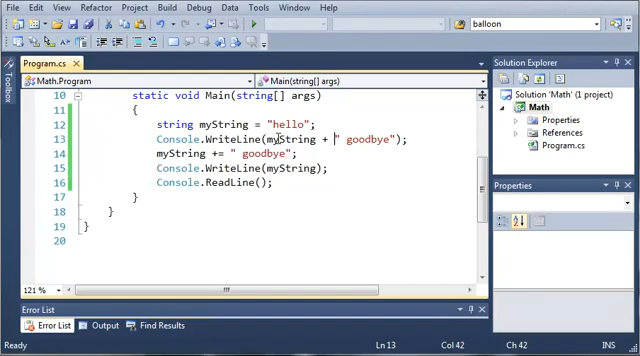 File Edit View Refactor Project Build Debug Data Tools Window Help
balloon
Program.cs
Math.Program
Main(string[] args)
Toolbox
10 static void Main(string[] args)
11 {
12 string myString = "hello";
13 Console.WriteLine(myString + " goodbye");
14 myString += " goodbye";
15 Console.WriteLine(myString);
16 Console.ReadLine();
17 }
18 }
19 }
20
121 %
Solution Explorer
Solution 'Math' (1 project)
Math
Properties
References
Program.cs
Properties
Error List
Error List Output Find Results
Ln 13 Col 42 Ch 42 INS